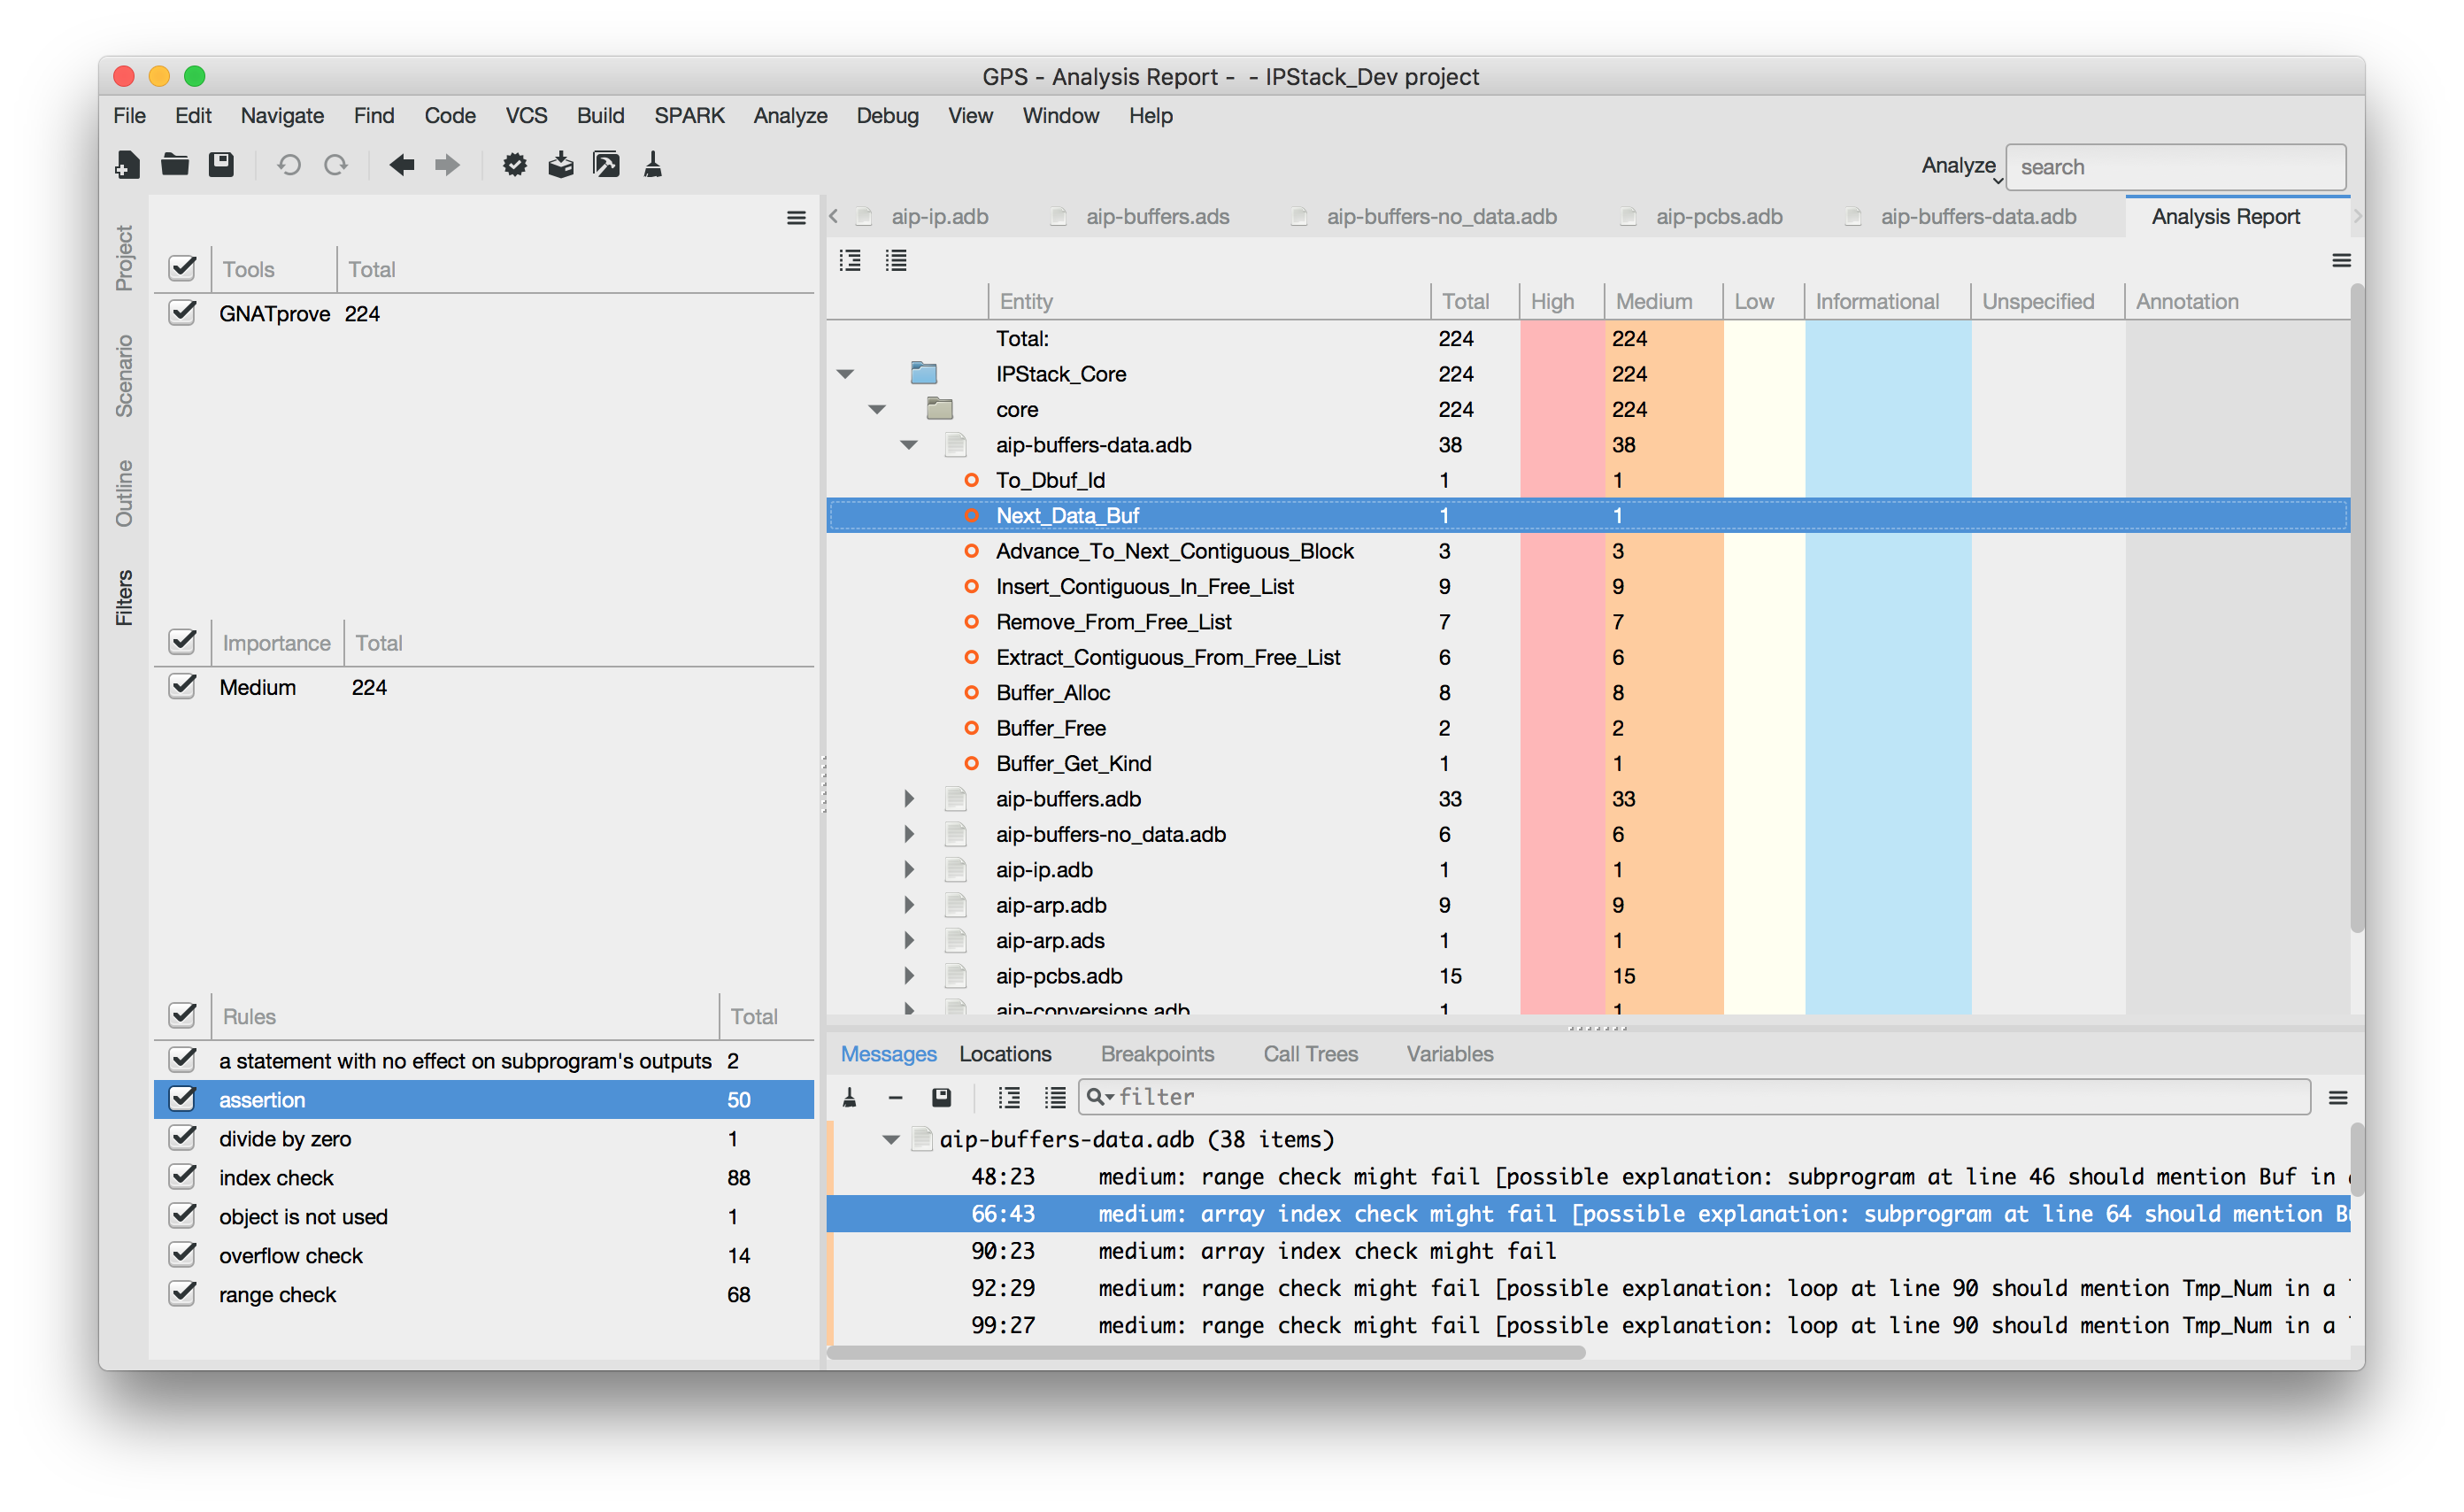 GPS - Analysis Report -  - IPStack_Dev project
File Edit Navigate Find Code VCS Build SPARK Analyze Debug View Window Help
Analyze search
Project
Scenario
Outline
Filters
Tools Total
GNATprove 224
Importance Total
Medium 224
Rules Total
a statement with no effect on subprogram's outputs 2
assertion 50
divide by zero 1
index check 88
object is not used 1
overflow check 14
range check 68
aip-ip.adb aip-buffers.ads aip-buffers-no_data.adb aip-pcbs.adb aip-buffers-data.adb Analysis Report
Entity Total High Medium Low Informational Unspecified Annotation
Total: 224 224
IPStack_Core 224 224
core 224 224
aip-buffers-data.adb 38 38
To_Dbuf_Id 1 1
Next_Data_Buf 1 1
Advance_To_Next_Contiguous_Block 3 3
Insert_Contiguous_In_Free_List 9 9
Remove_From_Free_List 7 7
Extract_Contiguous_From_Free_List 6 6
Buffer_Alloc 8 8
Buffer_Free 2 2
Buffer_Get_Kind 1 1
aip-buffers.adb 33 33
aip-buffers-no_data.adb 6 6
aip-ip.adb 1 1
aip-arp.adb 9 9
aip-arp.ads 1 1
aip-pcbs.adb 15 15
aip-conversions.adb 1 1
Messages Locations Breakpoints Call Trees Variables
filter
aip-buffers-data.adb (38 items)
48:23 medium: range check might fail [possible explanation: subprogram at line 46 should mention Buf in
66:43 medium: array index check might fail [possible explanation: subprogram at line 64 should mention
90:23 medium: array index check might fail
92:29 medium: range check might fail [possible explanation: loop at line 90 should mention Tmp_Num in a
99:27 medium: range check might fail [possible explanation: loop at line 90 should mention Tmp_Num in a